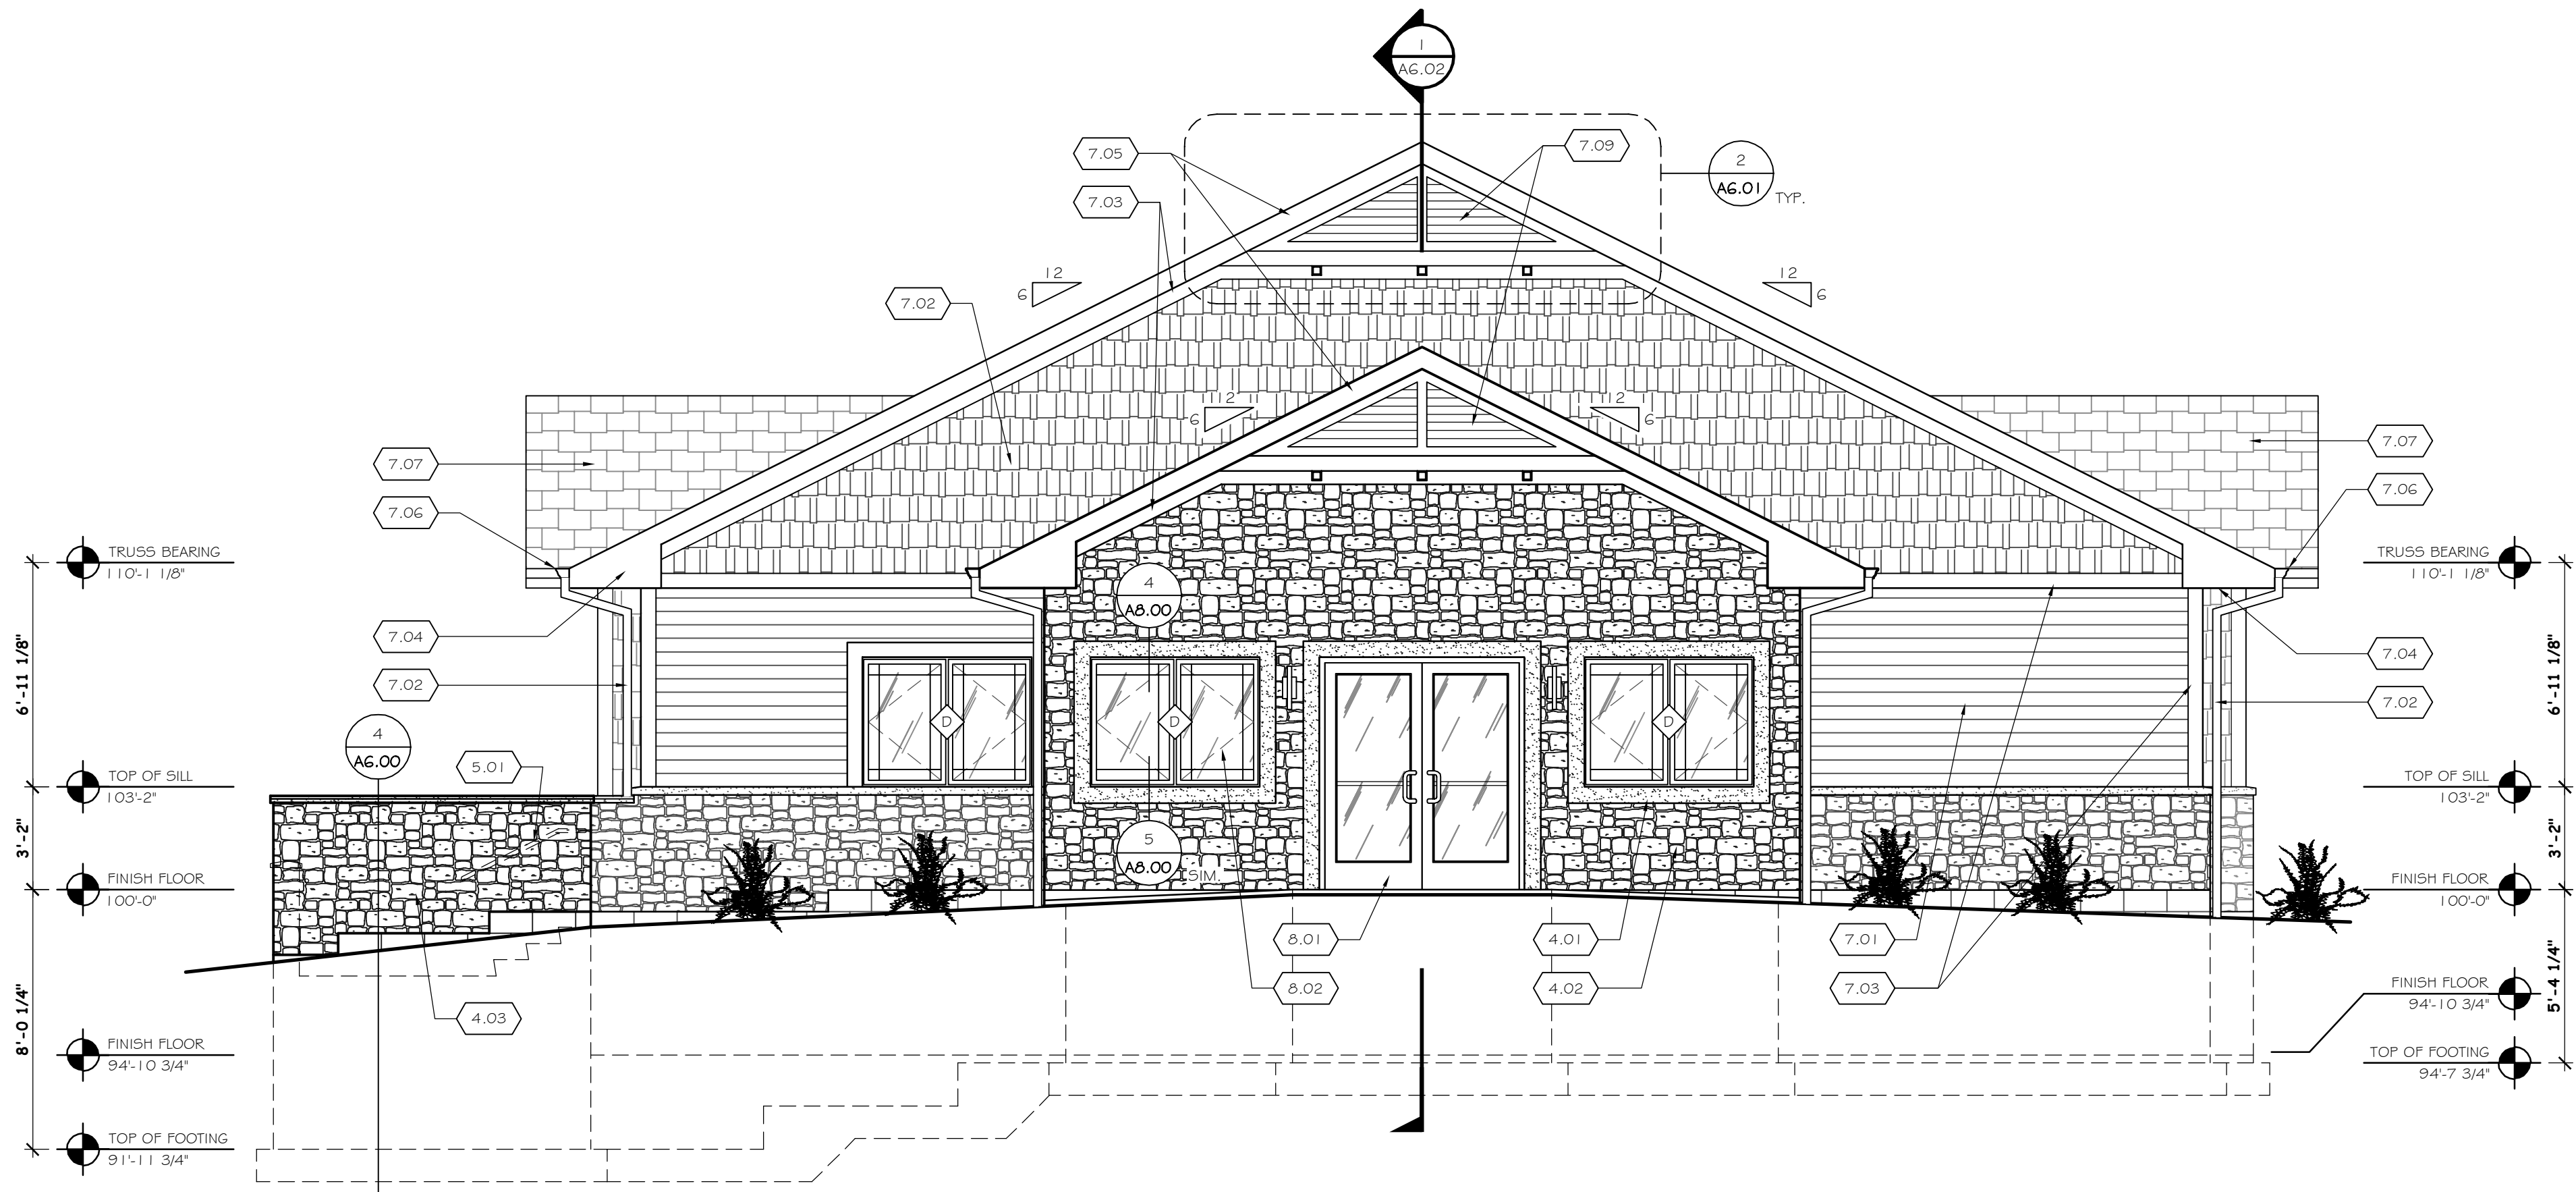 1
A6.02
7.05
7.09
2
A6.01
TYP.
7.03
12
6
12
6
7.02
12
6
12
6
7.07
7.07
7.06
7.06
TRUSS BEARING
110'-1 1/8"
TRUSS BEARING
110'-1 1/8"
4
A8.00
7.04
7.04
7.02
7.02
6'-11 1/8"
6'-11 1/8"
D
D
D
4
A6.00
5.01
TOP OF SILL
103'-2"
TOP OF SILL
103'-2"
3'-2"
3'-2"
5
A8.00
SIM.
FINISH FLOOR
100'-0"
FINISH FLOOR
100'-0"
8.01
4.01
7.01
8.02
4.02
7.03
4.03
8'-0 1/4"
5'-4 1/4"
FINISH FLOOR
94'-10 3/4"
FINISH FLOOR
94'-10 3/4"
TOP OF FOOTING
94'-7 3/4"
TOP OF FOOTING
91'-11 3/4"